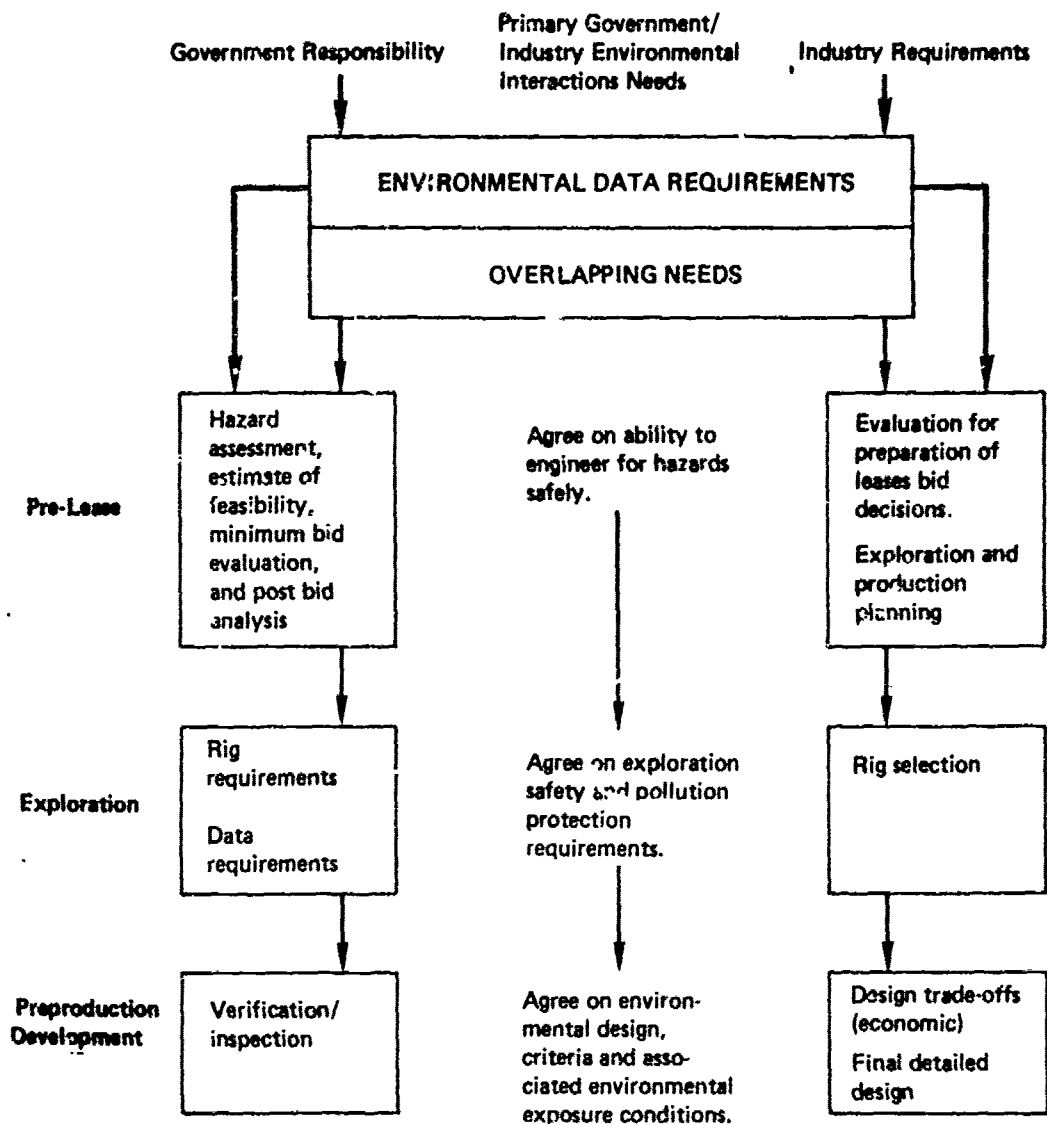 Government Responsibility
Primary Government/
Industry Environmental
Interactions Needs
Industry Requirements
ENVIRONMENTAL DATA REQUIREMENTS
OVERLAPPING NEEDS
Pre-Lease
Hazard
assessment,
estimate of
feasibility,
minimum bid
evaluation,
and post bid
analysis
Agree on ability to
engineer for hazards
safely.
Evaluation for
preparation of
leases bid
decisions.
Exploration and
production
planning
Exploration
Rig
requirements
Data
requirements
Agree on exploration
safety and pollution
protection
requirements.
Rig selection
Preproduction
Development
Verification/
inspection
Agree on environ-
mental design,
criteria and asso-
ciated environmental
exposure conditions.
Design trade-offs
(economic)
Final detailed
design